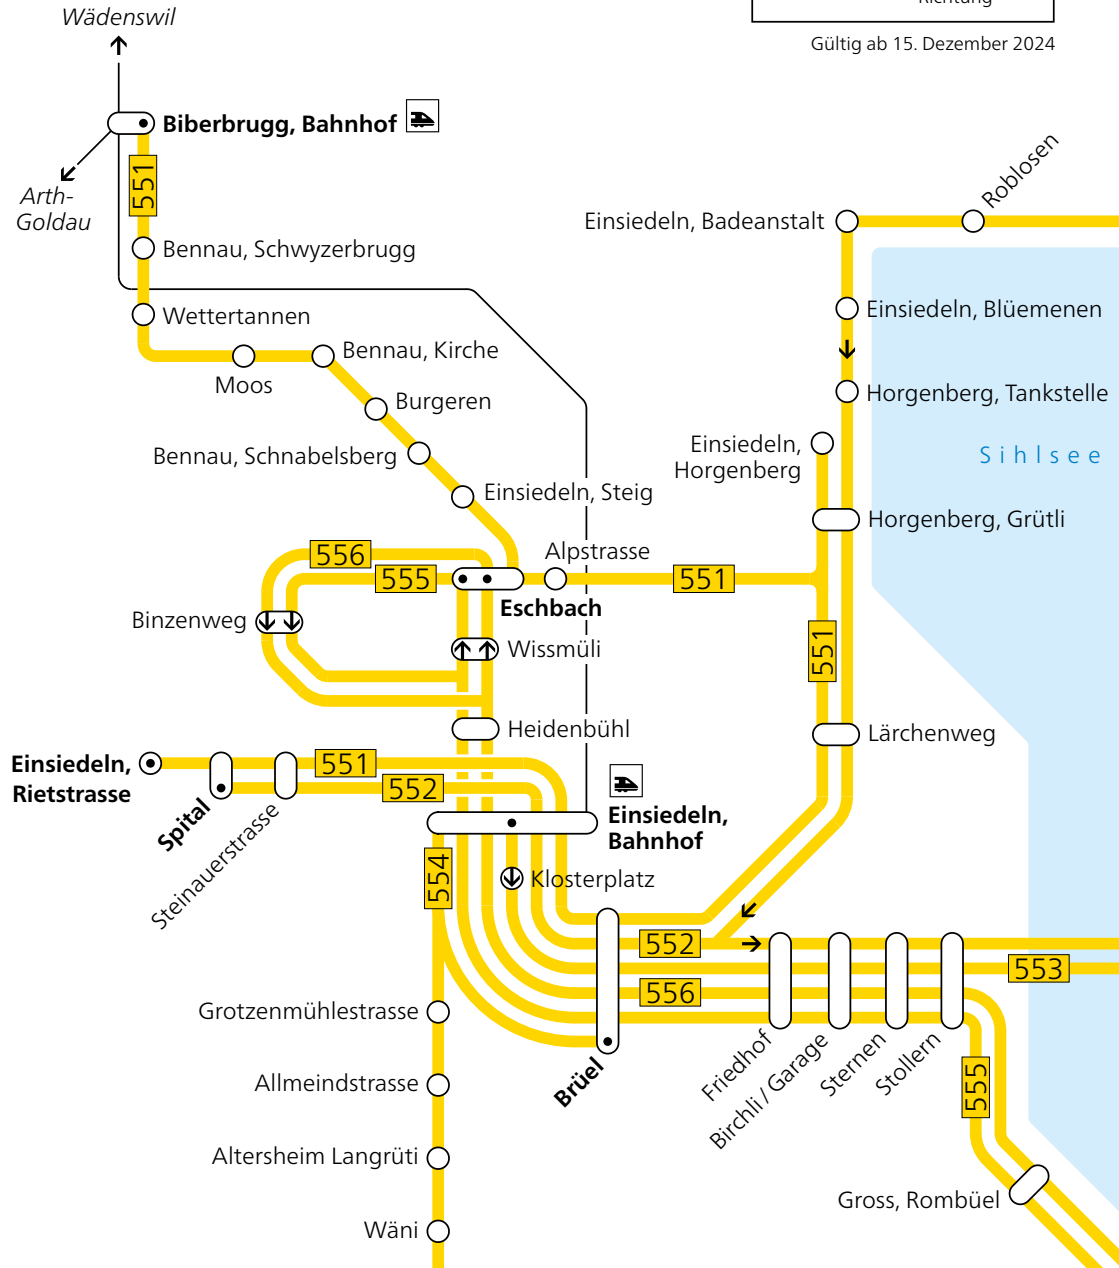 Richtung
Gültig ab 15. Dezember 2024
Wädenswil
Biberbrugg, Bahnhof
551
Arth-
Goldau
Bennau, Schwyzerbrugg
Wettertannen
Moos
Bennau, Kirche
Burgeren
Bennau, Schnabelsberg
Einsiedeln, Steig
Roblosen
Einsiedeln, Badeanstalt
Einsiedeln, Blüemenen
Horgenberg, Tankstelle
Einsiedeln,
Horgenberg
Sihlsee
Horgenberg, Grütli
556
555
Alpstrasse
551
Eschbach
Binzenweg
Wissmüli
551
Heidenbühl
Lärchenweg
Einsiedeln,
Rietstrasse
551
552
Spital
Steinauerstrasse
Einsiedeln,
Bahnhof
554
Klosterplatz
552
553
556
Grotzenmühlestrasse
Allmeindstrasse
Altersheim Langrüti
Wäni
Brüel
Friedhof
Birchli / Garage
Sternen
Stollern
555
Gross, Rombüel